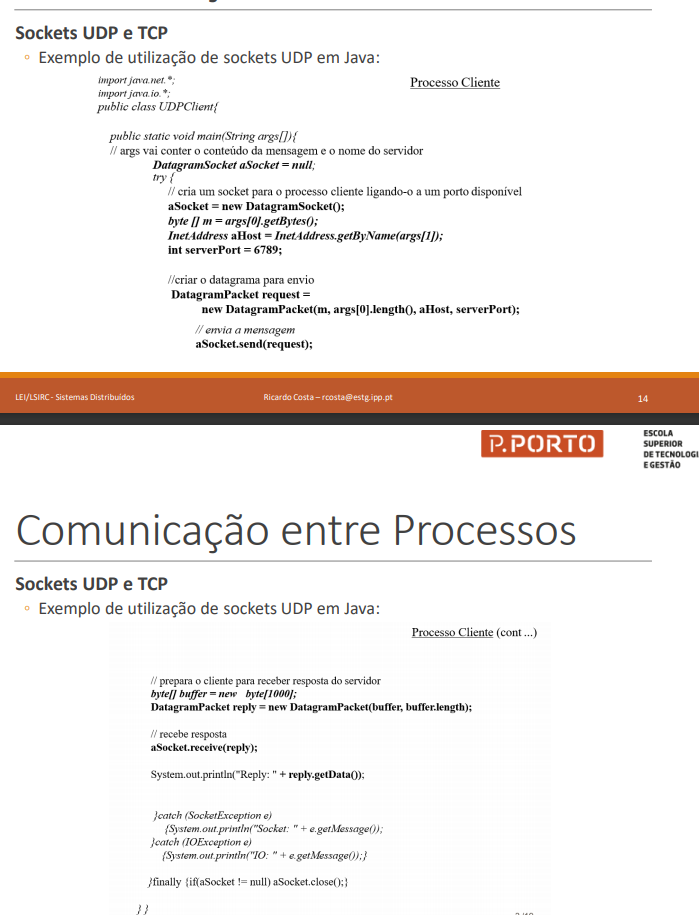 Sockets UDP e TCP
◦ Exemplo de utilização de sockets UDP em Java:
Processo Cliente
import java.net.*;
import java.io.*;
public class UDPClient{
public static void main(String args[]){
// args vai conter o conteúdo da mensagem e o nome do servidor
DatagramSocket aSocket = null;
try {
// cria um socket para o processo cliente ligando-o a um porto disponível
aSocket = new DatagramSocket();
byte [] m = args[0].getBytes();
InetAddress aHost = InetAddress.getByName(args[1]);
int serverPort = 6789;
//criar o datagrama para envio
DatagramPacket request =
new DatagramPacket(m, args[0].length(), aHost, serverPort);
// envia a mensagem
aSocket.send(request);
LEI/LSIRC - Sistemas Distribuídos
Ricardo Costa – rcosta@estg.ipp.pt
14
P.PORTO
ESCOLA
SUPERIOR
DE TECNOLOGI
E GESTÃO
Comunicação entre Processos
Sockets UDP e TCP
◦ Exemplo de utilização de sockets UDP em Java:
Processo Cliente (cont ...)
// prepara o cliente para receber resposta do servidor
byte[] buffer = new byte[1000];
DatagramPacket reply = new DatagramPacket(buffer, buffer.length);
// recebe resposta
aSocket.receive(reply);
System.out.println("Reply: " + reply.getData());
}catch (SocketException e)
{System.out.println("Socket: " + e.getMessage());
}catch (IOException e)
{System.out.println("IO: " + e.getMessage());}
}finally {if(aSocket != null) aSocket.close();}
} }